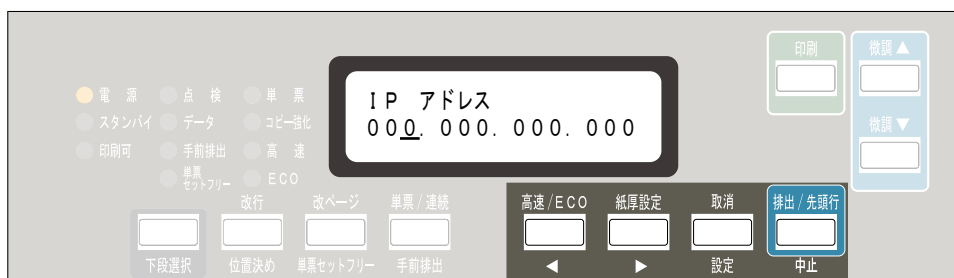 印刷
微調 ▲
IP アドレス
000. 000. 000. 000
電源 点検 単票
スタンバイ データ コピー強化
微調 ▼
印刷可 手前排出 高速
単票セットフリー ECO
改行 改ページ 単票 / 連続 高速 /ECO 紙厚設定 取消 排出 / 先頭行
下段選択 位置決め 単票セットフリー 手前排出 ◀ ▶ 設定 中止